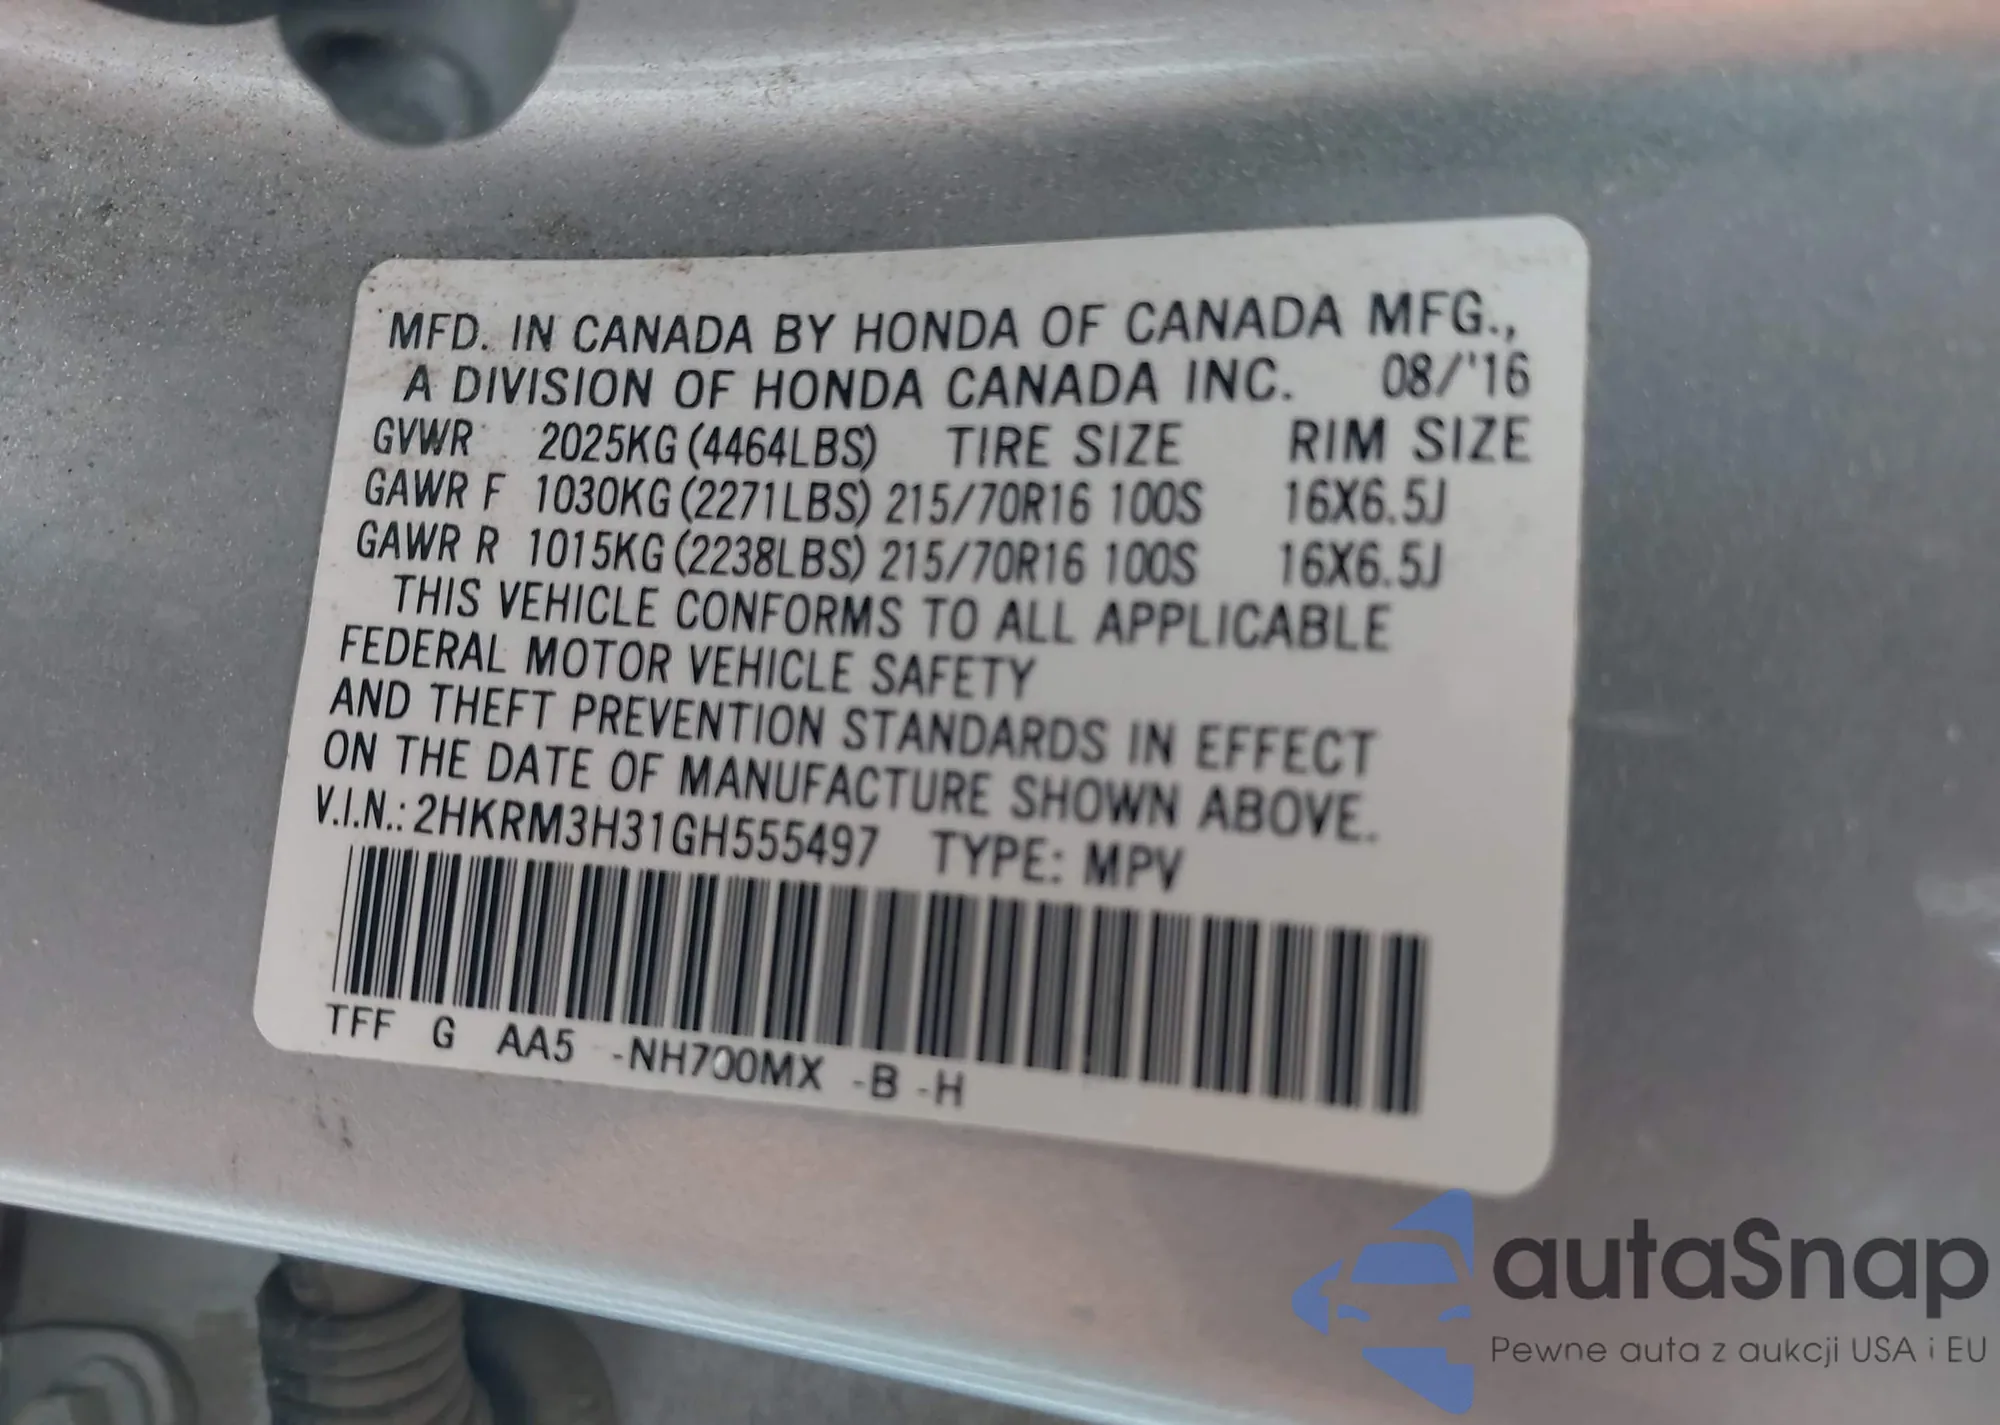 MFD. IN CANADA BY HONDA OF CANADA MFG.,
A DIVISION OF HONDA CANADA INC. 08/'16
GVWR 2025KG (4464LBS) TIRE SIZE RIM SIZE
GAWR F 1030KG (2271LBS) 215/70R16 100S 16X6.5J
GAWR R 1015KG (2238LBS) 215/70R16 100S 16X6.5J
THIS VEHICLE CONFORMS TO ALL APPLICABLE
FEDERAL MOTOR VEHICLE SAFETY
AND THEFT PREVENTION STANDARDS IN EFFECT
ON THE DATE OF MANUFACTURE SHOWN ABOVE.
V.I.N.: 2HKRM3H31GH555497 TYPE: MPV
TFF G AA5 -NH700MX -B -H
autaSnap
Pewne auta z aukcji USA i EU